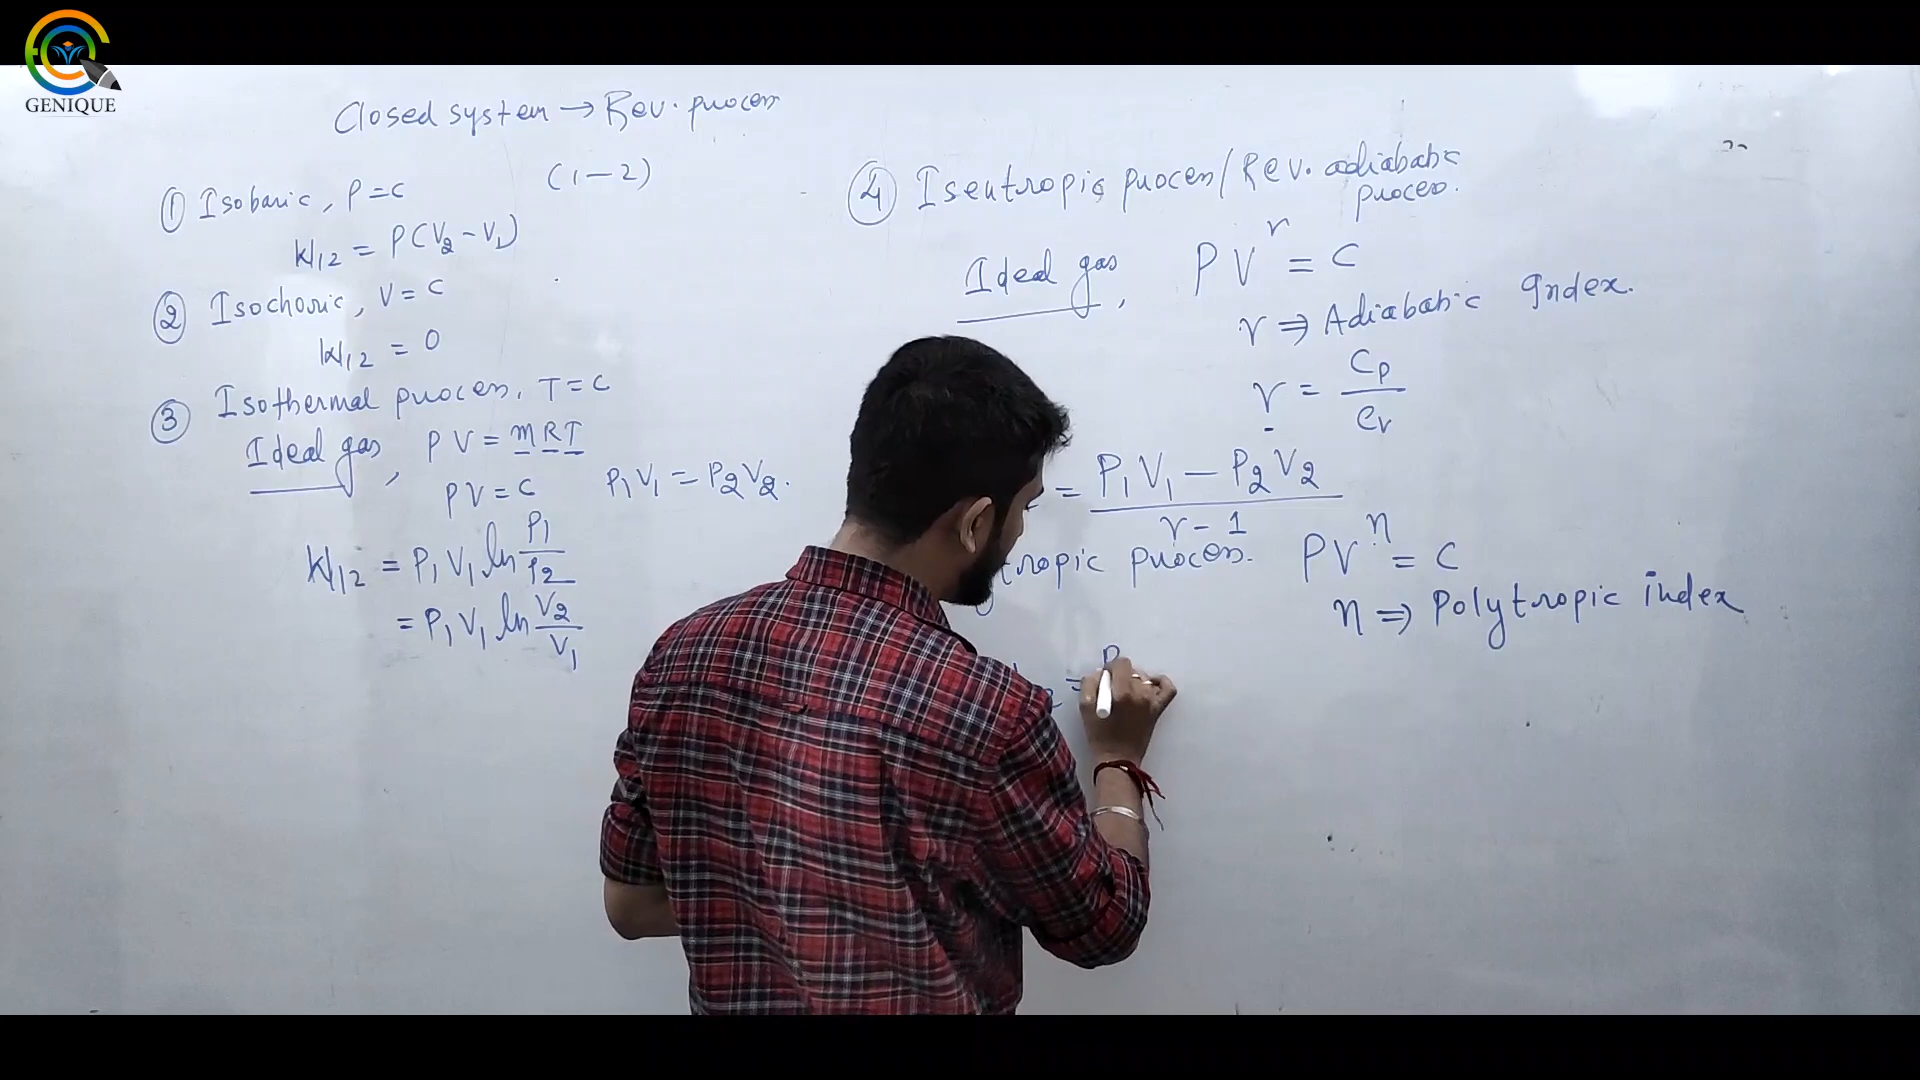 GENIQUE
Closed system → Rev. process
(1-2)
① Isobaric, P=C
W12 = P(V2-V1)
② Isochoric, V=C
W12 = 0
③ Isothermal process, T=C
Ideal gas, PV = mRT
PV=C P1V1 = P2V2.
W12 = P1V1 ln P1/P2
= P1V1 ln V2/V1
④ Isentropic process/Rev. adiabatic process.
Ideal gas, PV^γ = C
γ ⇒ Adiabatic Index.
γ = Cp/Cv
= P1V1 - P2V2 / γ-1
tropic process. PV^n = C
n ⇒ Polytropic index
2 = P